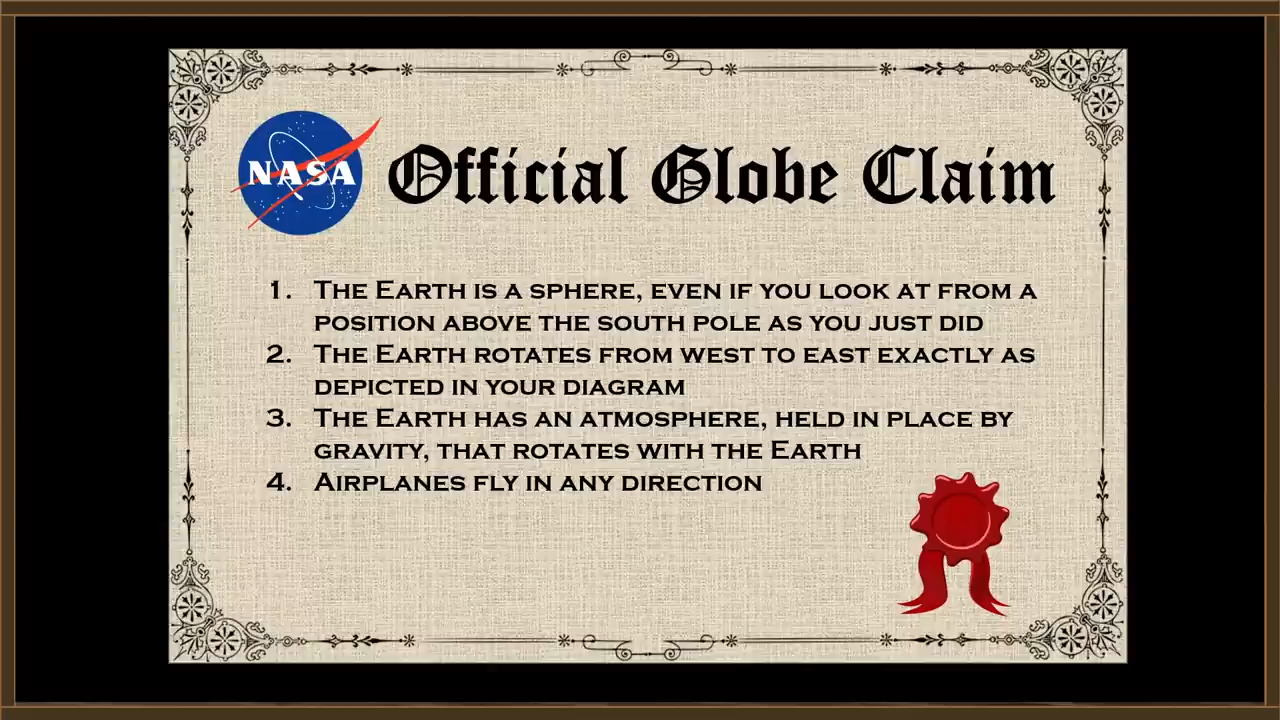 NASA Official Globe Claim
1. THE EARTH IS A SPHERE, EVEN IF YOU LOOK AT FROM A
POSITION ABOVE THE SOUTH POLE AS YOU JUST DID
2. THE EARTH ROTATES FROM WEST TO EAST EXACTLY AS
DEPICTED IN YOUR DIAGRAM
3. THE EARTH HAS AN ATMOSPHERE, HELD IN PLACE BY
GRAVITY, THAT ROTATES WITH THE EARTH
4. AIRPLANES FLY IN ANY DIRECTION